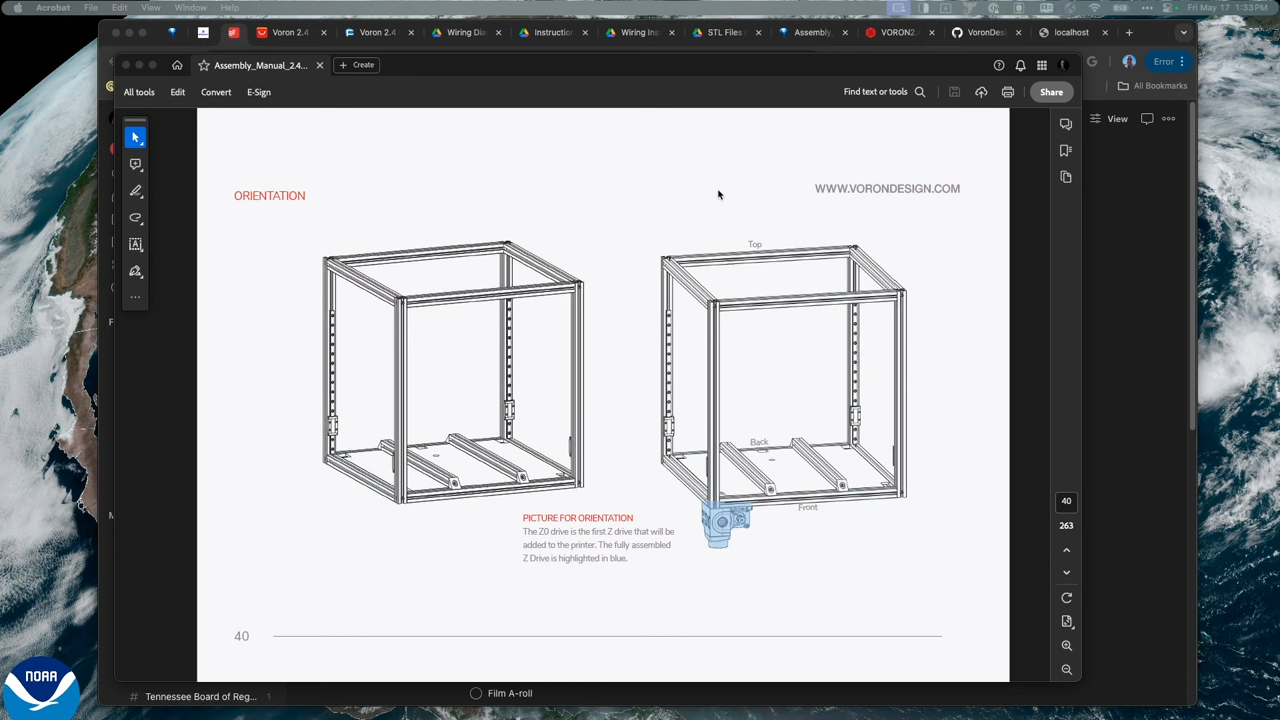 Acrobat File Edit View Window Help Fri May 17 1:33 PM
Voron 2.4 Voron 2.4 Wiring Dia Instruction Wiring Ins STL Files Assembly_ VORON2. VoronDesi localhost
Assembly_Manual_2.4... Create
Error
All tools Edit Convert E-Sign Find text or tools Share
All Bookmarks
View
ORIENTATION
WWW.VORONDESIGN.COM
Top
Back
Front
PICTURE FOR ORIENTATION
The Z0 drive is the first Z drive that will be
added to the printer. The fully assembled
Z Drive is highlighted in blue.
40
263
40
NOAA
# Tennessee Board of Reg... 1
Film A-roll